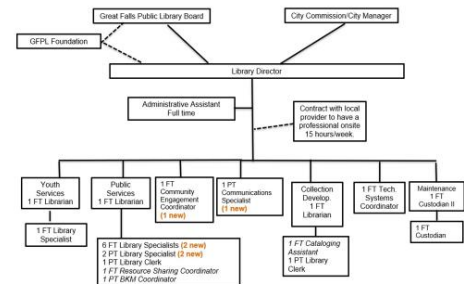 Great Falls Public Library Board
City Commission/City Manager
GFPL Foundation
Library Director
Administrative Assistant
Full time
Contract with local
provider to have a
professional onsite
15 hours/week.
Youth
Services
1 FT Librarian
Public
Services
1 FT Librarian
1 FT
Community
Engagement
Coordinator
(1 new)
1 PT
Communications
Specialist
(1 new)
Collection
Develop.
1 FT
Librarian
1 FT Tech.
Systems
Coordinator
Maintenance
1 FT
Custodian II
1 FT Library
Specialist
6 FT Library Specialists (2 new)
2 PT Library Specialist (2 new)
1 PT Library Clerk
1 FT Resource Sharing Coordinator
1 PT BKM Coordinator
1 FT Cataloging
Assistant
1 PT Library
Clerk
1 FT
Custodian